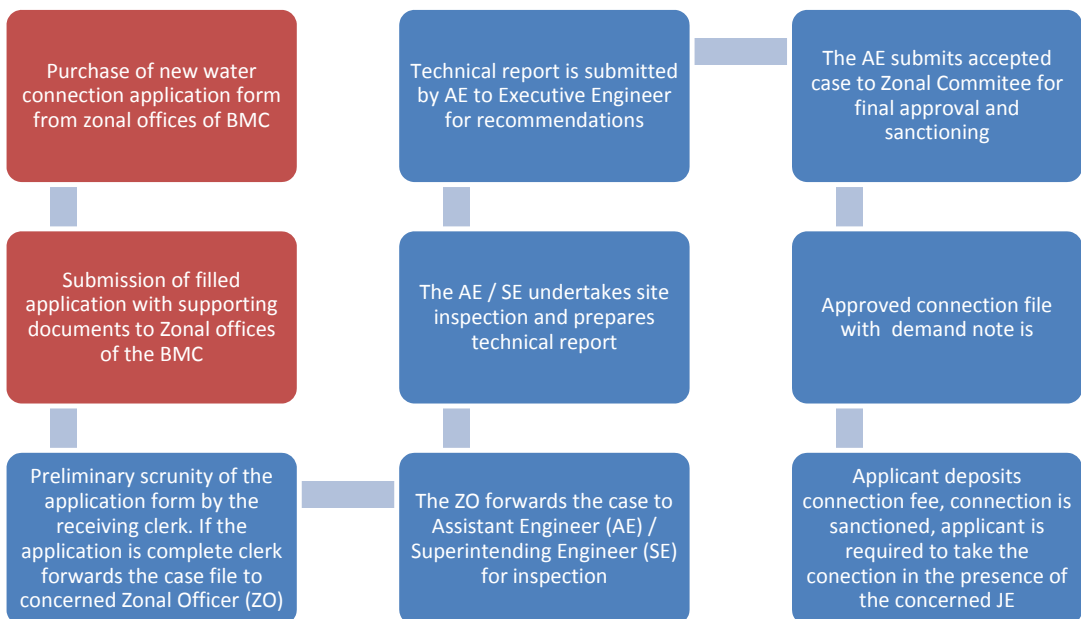 Purchase of new water
connection application form
from zonal offices of BMC
Submission of filled
application with supporting
documents to Zonal offices
of the BMC
Preliminary scrunity of the
application form by the
receiving clerk. If the
application is complete clerk
forwards the case file to
concerned Zonal Officer (ZO)
The ZO forwards the case to
Assistant Engineer (AE) /
Superintending Engineer (SE)
for inspection
The AE / SE undertakes site
inspection and prepares
technical report
Technical report is submitted
by AE to Executive Engineer
for recommendations
The AE submits accepted
case to Zonal Commitee for
final approval and
sanctioning
Approved connection file
with  demand note is
Applicant deposits
connection fee, connection is
sanctioned, applicant is
required to take the
conection in the presence of
the concerned JE